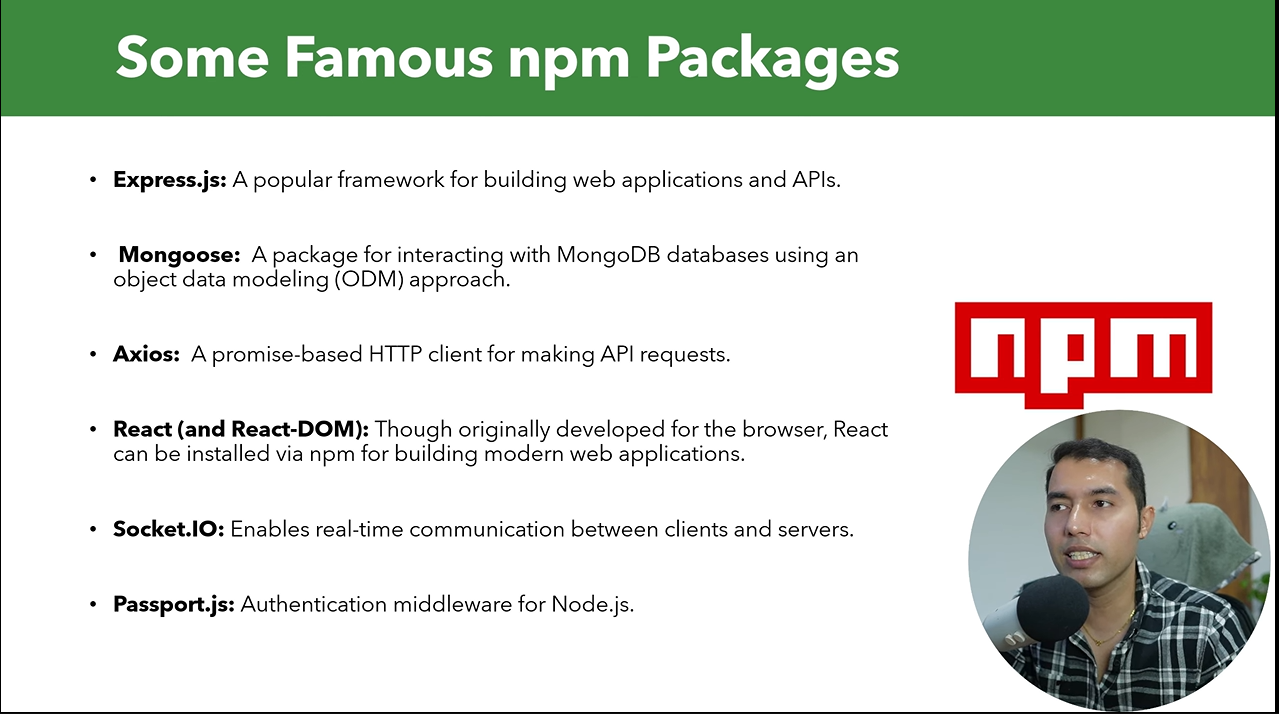 Some Famous npm Packages
• Express.js: A popular framework for building web applications and APIs.
• Mongoose: A package for interacting with MongoDB databases using an
object data modeling (ODM) approach.
• Axios: A promise-based HTTP client for making API requests.
• React (and React-DOM): Though originally developed for the browser, React
can be installed via npm for building modern web applications.
• Socket.IO: Enables real-time communication between clients and servers.
• Passport.js: Authentication middleware for Node.js.
npm